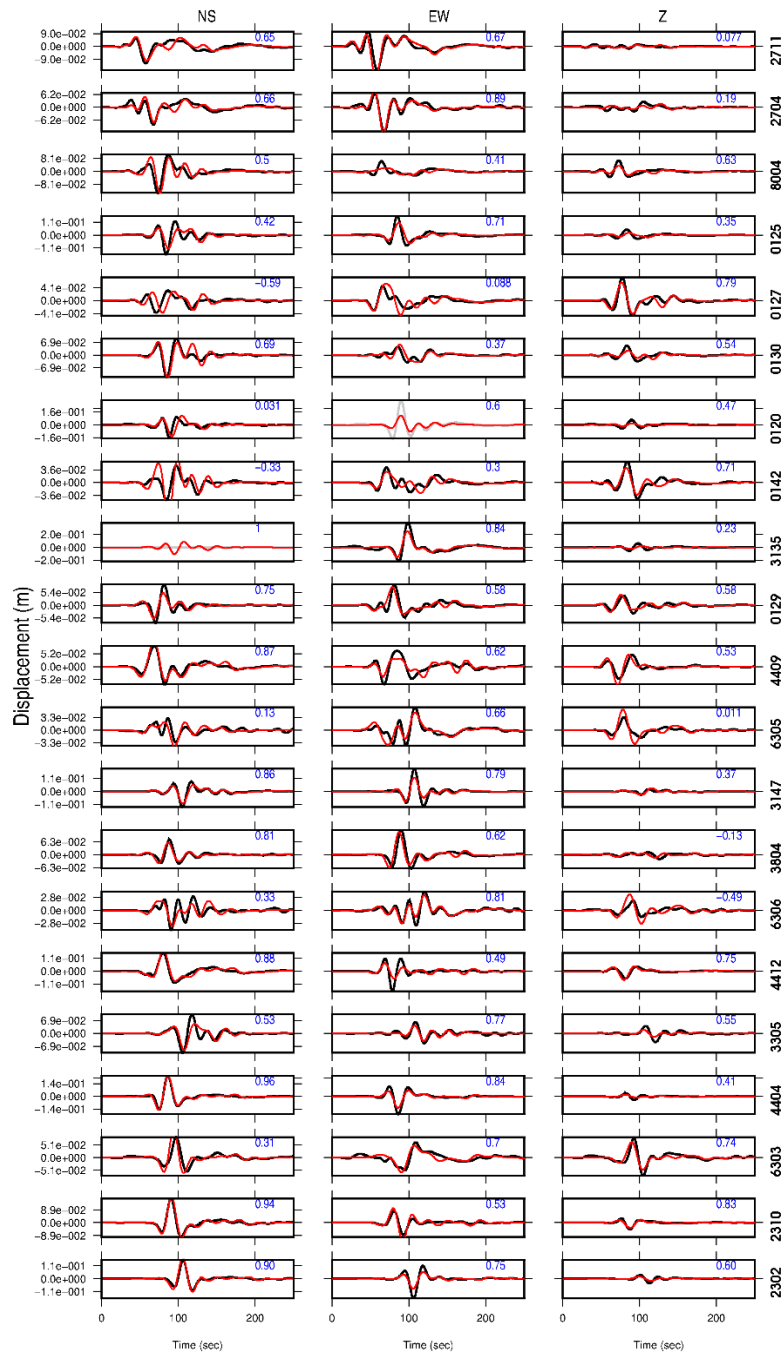 NS EW Z
9.0e−002 0.65 0.67 0.077 2711
0.0e+000
−9.0e−002
6.2e−002 0.66 0.89 0.19 2704
0.0e+000
−6.2e−002
8.1e−002 0.5 0.41 0.63 8004
0.0e+000
−8.1e−002
1.1e−001 0.42 0.71 0.35 0125
0.0e+000
−1.1e−001
4.1e−002 −0.59 0.088 0.79 0127
0.0e+000
−4.1e−002
6.9e−002 0.69 0.37 0.54 0130
0.0e+000
−6.9e−002
1.6e−001 0.031 0.6 0.47 0120
0.0e+000
−1.6e−001
3.6e−002 −0.33 0.3 0.71 0142
0.0e+000
−3.6e−002
2.0e−001 1 0.84 0.23 3135
0.0e+000
−2.0e−001
5.4e−002 0.75 0.58 0.58 0129
0.0e+000
−5.4e−002
Displacement (m)
5.2e−002 0.87 0.62 0.53 4409
0.0e+000
−5.2e−002
3.3e−002 0.13 0.66 0.011 6305
0.0e+000
−3.3e−002
1.1e−001 0.86 0.79 0.37 3147
0.0e+000
−1.1e−001
6.3e−002 0.81 0.62 −0.13 3804
0.0e+000
−6.3e−002
2.8e−002 0.33 0.81 −0.49 6306
0.0e+000
−2.8e−002
1.1e−001 0.88 0.49 0.75 4412
0.0e+000
−1.1e−001
6.9e−002 0.53 0.77 0.55 3305
0.0e+000
−6.9e−002
1.4e−001 0.96 0.84 0.41 4404
0.0e+000
−1.4e−001
5.1e−002 0.31 0.7 0.74 6303
0.0e+000
−5.1e−002
8.9e−002 0.94 0.53 0.83 2310
0.0e+000
−8.9e−002
1.1e−001 0.90 0.75 0.60 2302
0.0e+000
−1.1e−001
0 100 200 0 100 200 0 100 200
Time (sec) Time (sec) Time (sec)